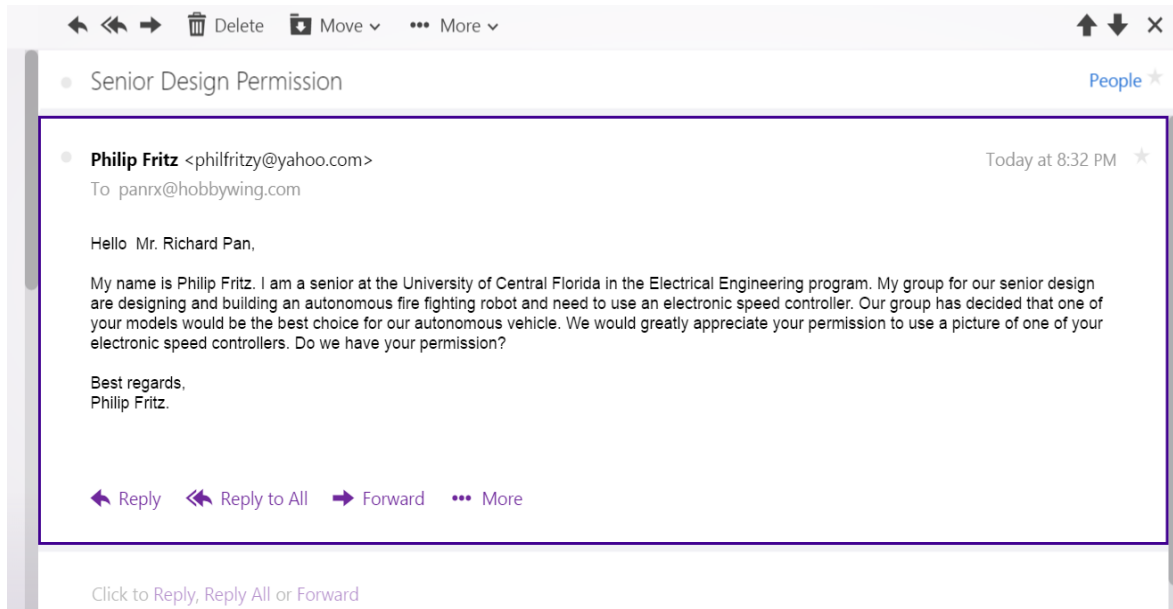 Delete Move ••• More
Senior Design Permission People
Philip Fritz <philfritzy@yahoo.com> Today at 8:32 PM
To panrx@hobbywing.com
Hello Mr. Richard Pan,
My name is Philip Fritz. I am a senior at the University of Central Florida in the Electrical Engineering program. My group for our senior design
are designing and building an autonomous fire fighting robot and need to use an electronic speed controller. Our group has decided that one of
your models would be the best choice for our autonomous vehicle. We would greatly appreciate your permission to use a picture of one of your
electronic speed controllers. Do we have your permission?
Best regards,
Philip Fritz.
Reply Reply to All Forward ••• More
Click to Reply, Reply All or Forward